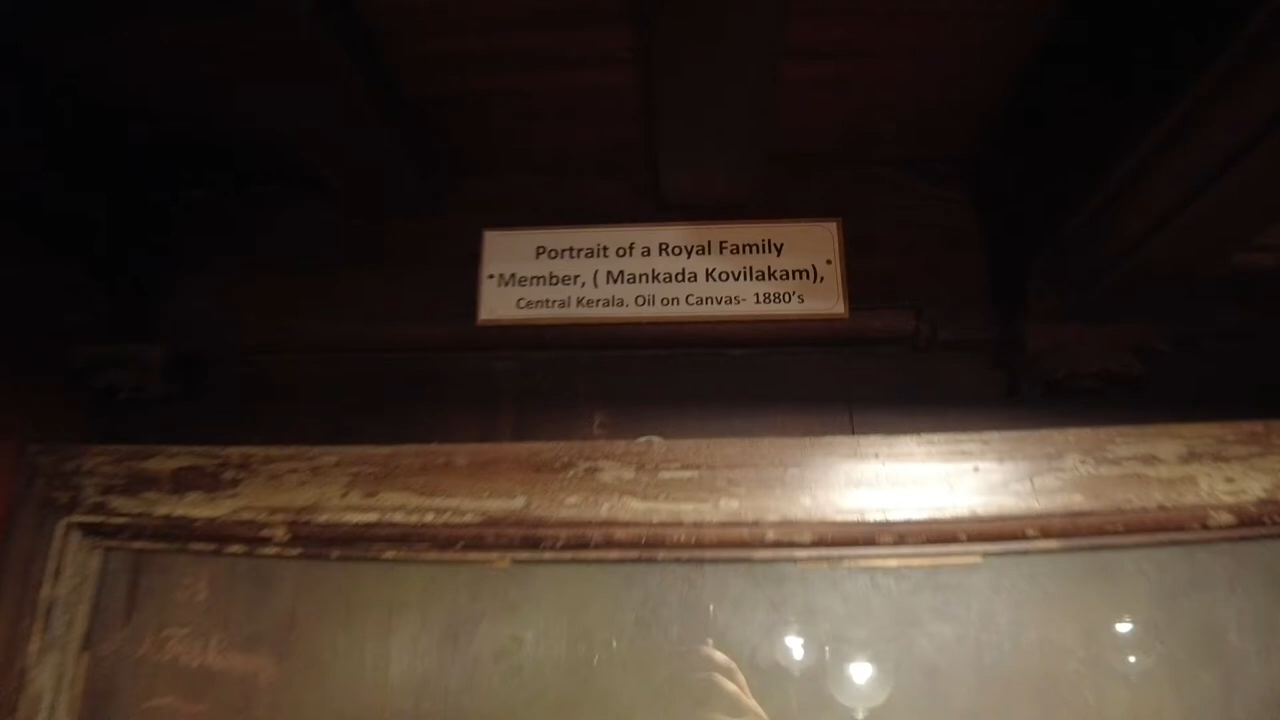 Portrait of a Royal Family
Member, ( Mankada Kovilakam),
Central Kerala. Oil on Canvas- 1880's